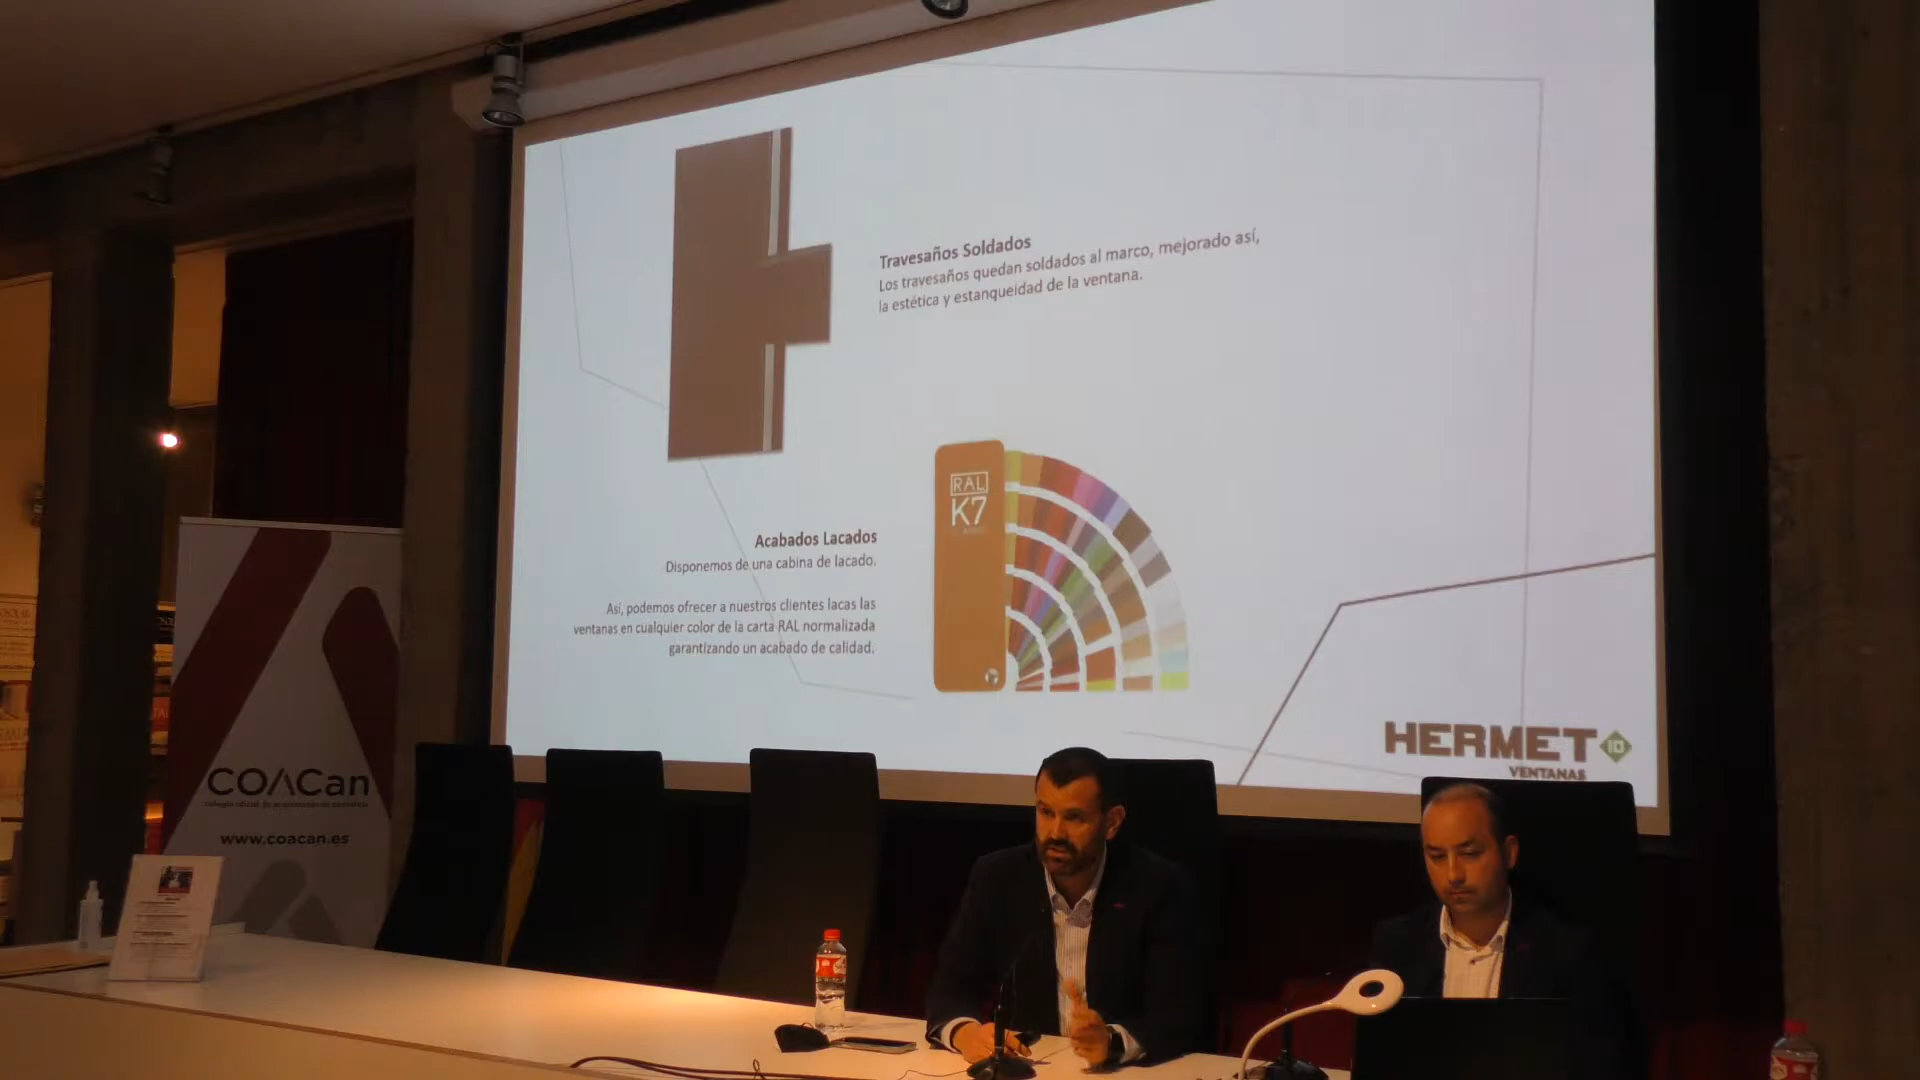 Travesaños Soldados
Los travesaños quedan soldados al marco, mejorado así,
la estética y estanqueidad de la ventana.
RAL
K7
Acabados Lacados
Disponemos de una cabina de lacado.
Así, podemos ofrecer a nuestros clientes lacas las
ventanas en cualquier color de la carta RAL normalizada
garantizando un acabado de calidad.
HERMET 10
VENTANAS
COACan
www.coacan.es